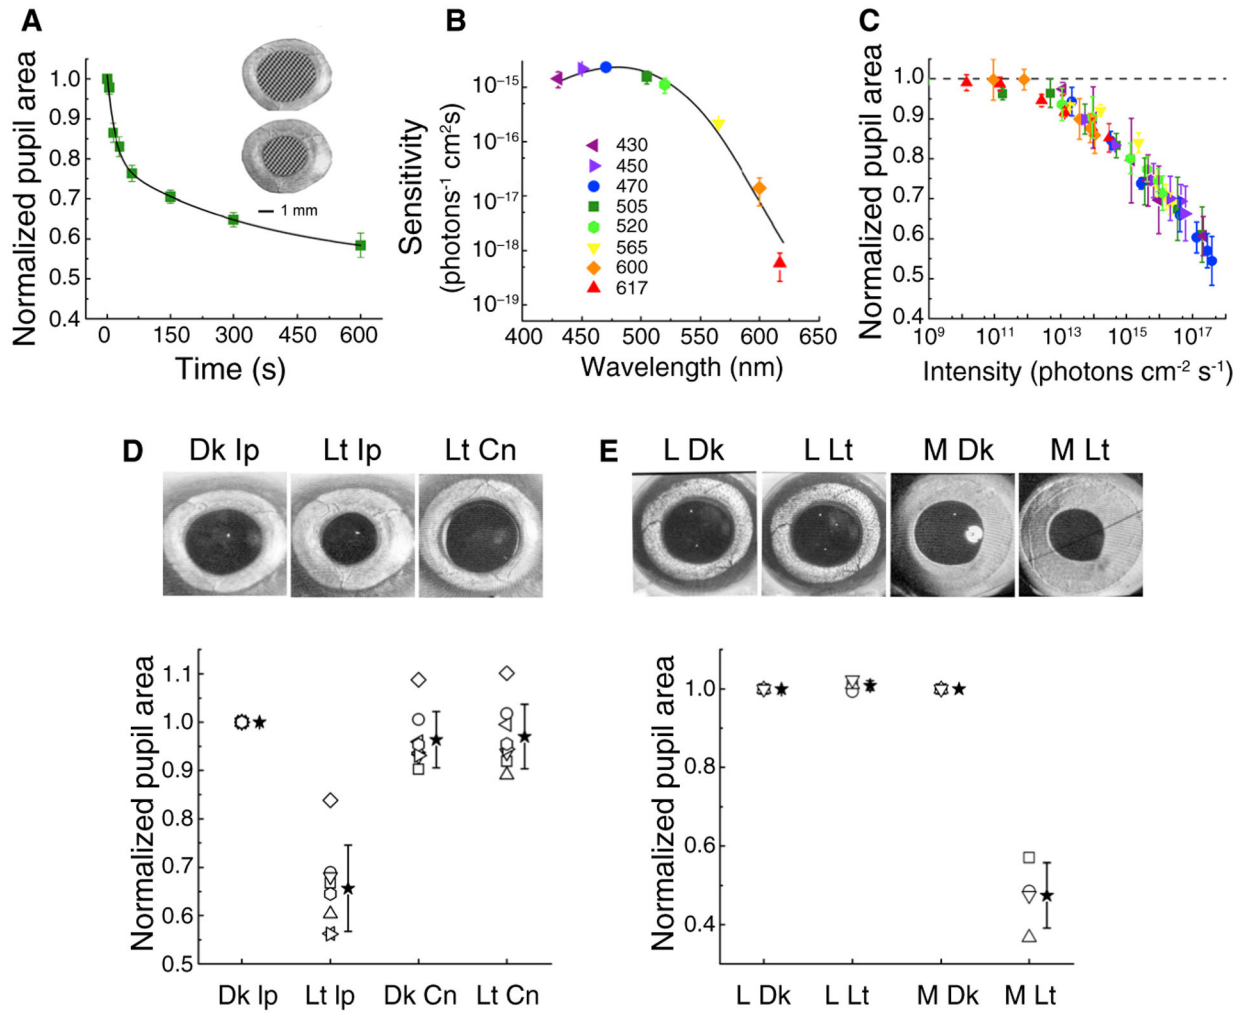 A
Normalized pupil area
1.0
0.9
0.8
0.7
0.6
0.5
0.4
0 150 300 450 600
Time (s)
1 mm
B
Sensitivity
(photons⁻¹ cm²s)
10⁻¹⁵
10⁻¹⁶
10⁻¹⁷
10⁻¹⁸
10⁻¹⁹
430
450
470
505
520
565
600
617
400 450 500 550 600 650
Wavelength (nm)
C
Normalized pupil area
1.0
0.9
0.8
0.7
0.6
0.5
0.4
10⁹ 10¹¹ 10¹³ 10¹⁵ 10¹⁷
Intensity (photons cm⁻² s⁻¹)
D
Dk Ip Lt Ip Lt Cn
Normalized pupil area
1.1
1.0
0.9
0.8
0.7
0.6
0.5
Dk Ip Lt Ip Dk Cn Lt Cn
E
L Dk L Lt M Dk M Lt
Normalized pupil area
1.0
0.8
0.6
0.4
L Dk L Lt M Dk M Lt